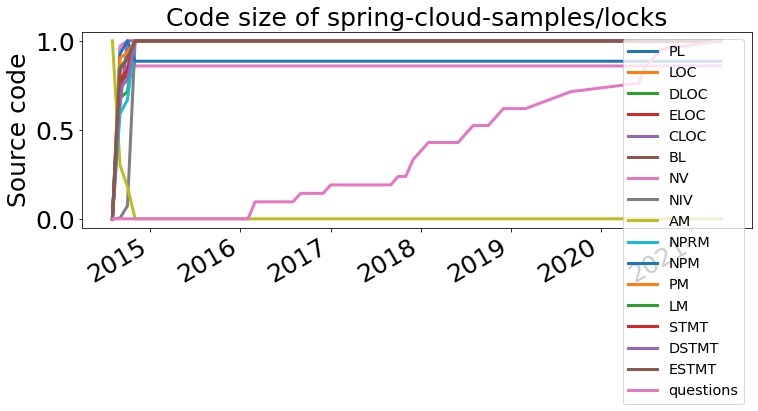 Code size of spring-cloud-samples/locks
Source code
1.0
0.5
0.0
2015
2016
2017
2018
2019
2020
2021
PL
LOC
DLOC
ELOC
CLOC
BL
NV
NIV
AM
NPRM
NPM
PM
LM
STMT
DSTMT
ESTMT
questions